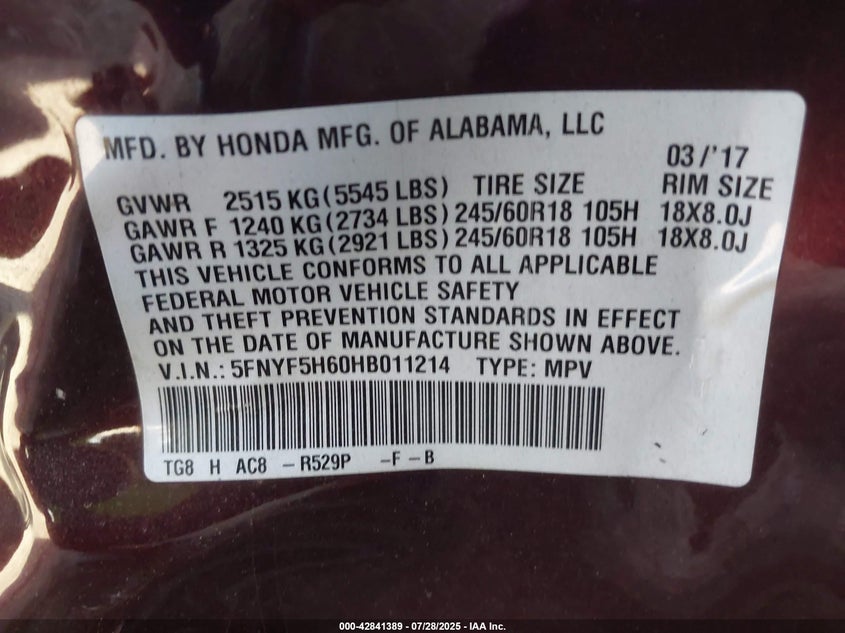 MFD. BY HONDA MFG. OF ALABAMA, LLC
03/'17
GVWR 2515 KG(5545 LBS) TIRE SIZE RIM SIZE
GAWR F 1240 KG(2734 LBS) 245/60R18 105H 18X8.0J
GAWR R 1325 KG(2921 LBS) 245/60R18 105H 18X8.0J
THIS VEHICLE CONFORMS TO ALL APPLICABLE
FEDERAL MOTOR VEHICLE SAFETY
AND THEFT PREVENTION STANDARDS IN EFFECT
ON THE DATE OF MANUFACTURE SHOWN ABOVE.
V.I.N.: 5FNYF5H60HB011214 TYPE: MPV
TG8 H AC8 -R529P -F-B
000-42841389 | 07/28/2025 - IAA Inc.